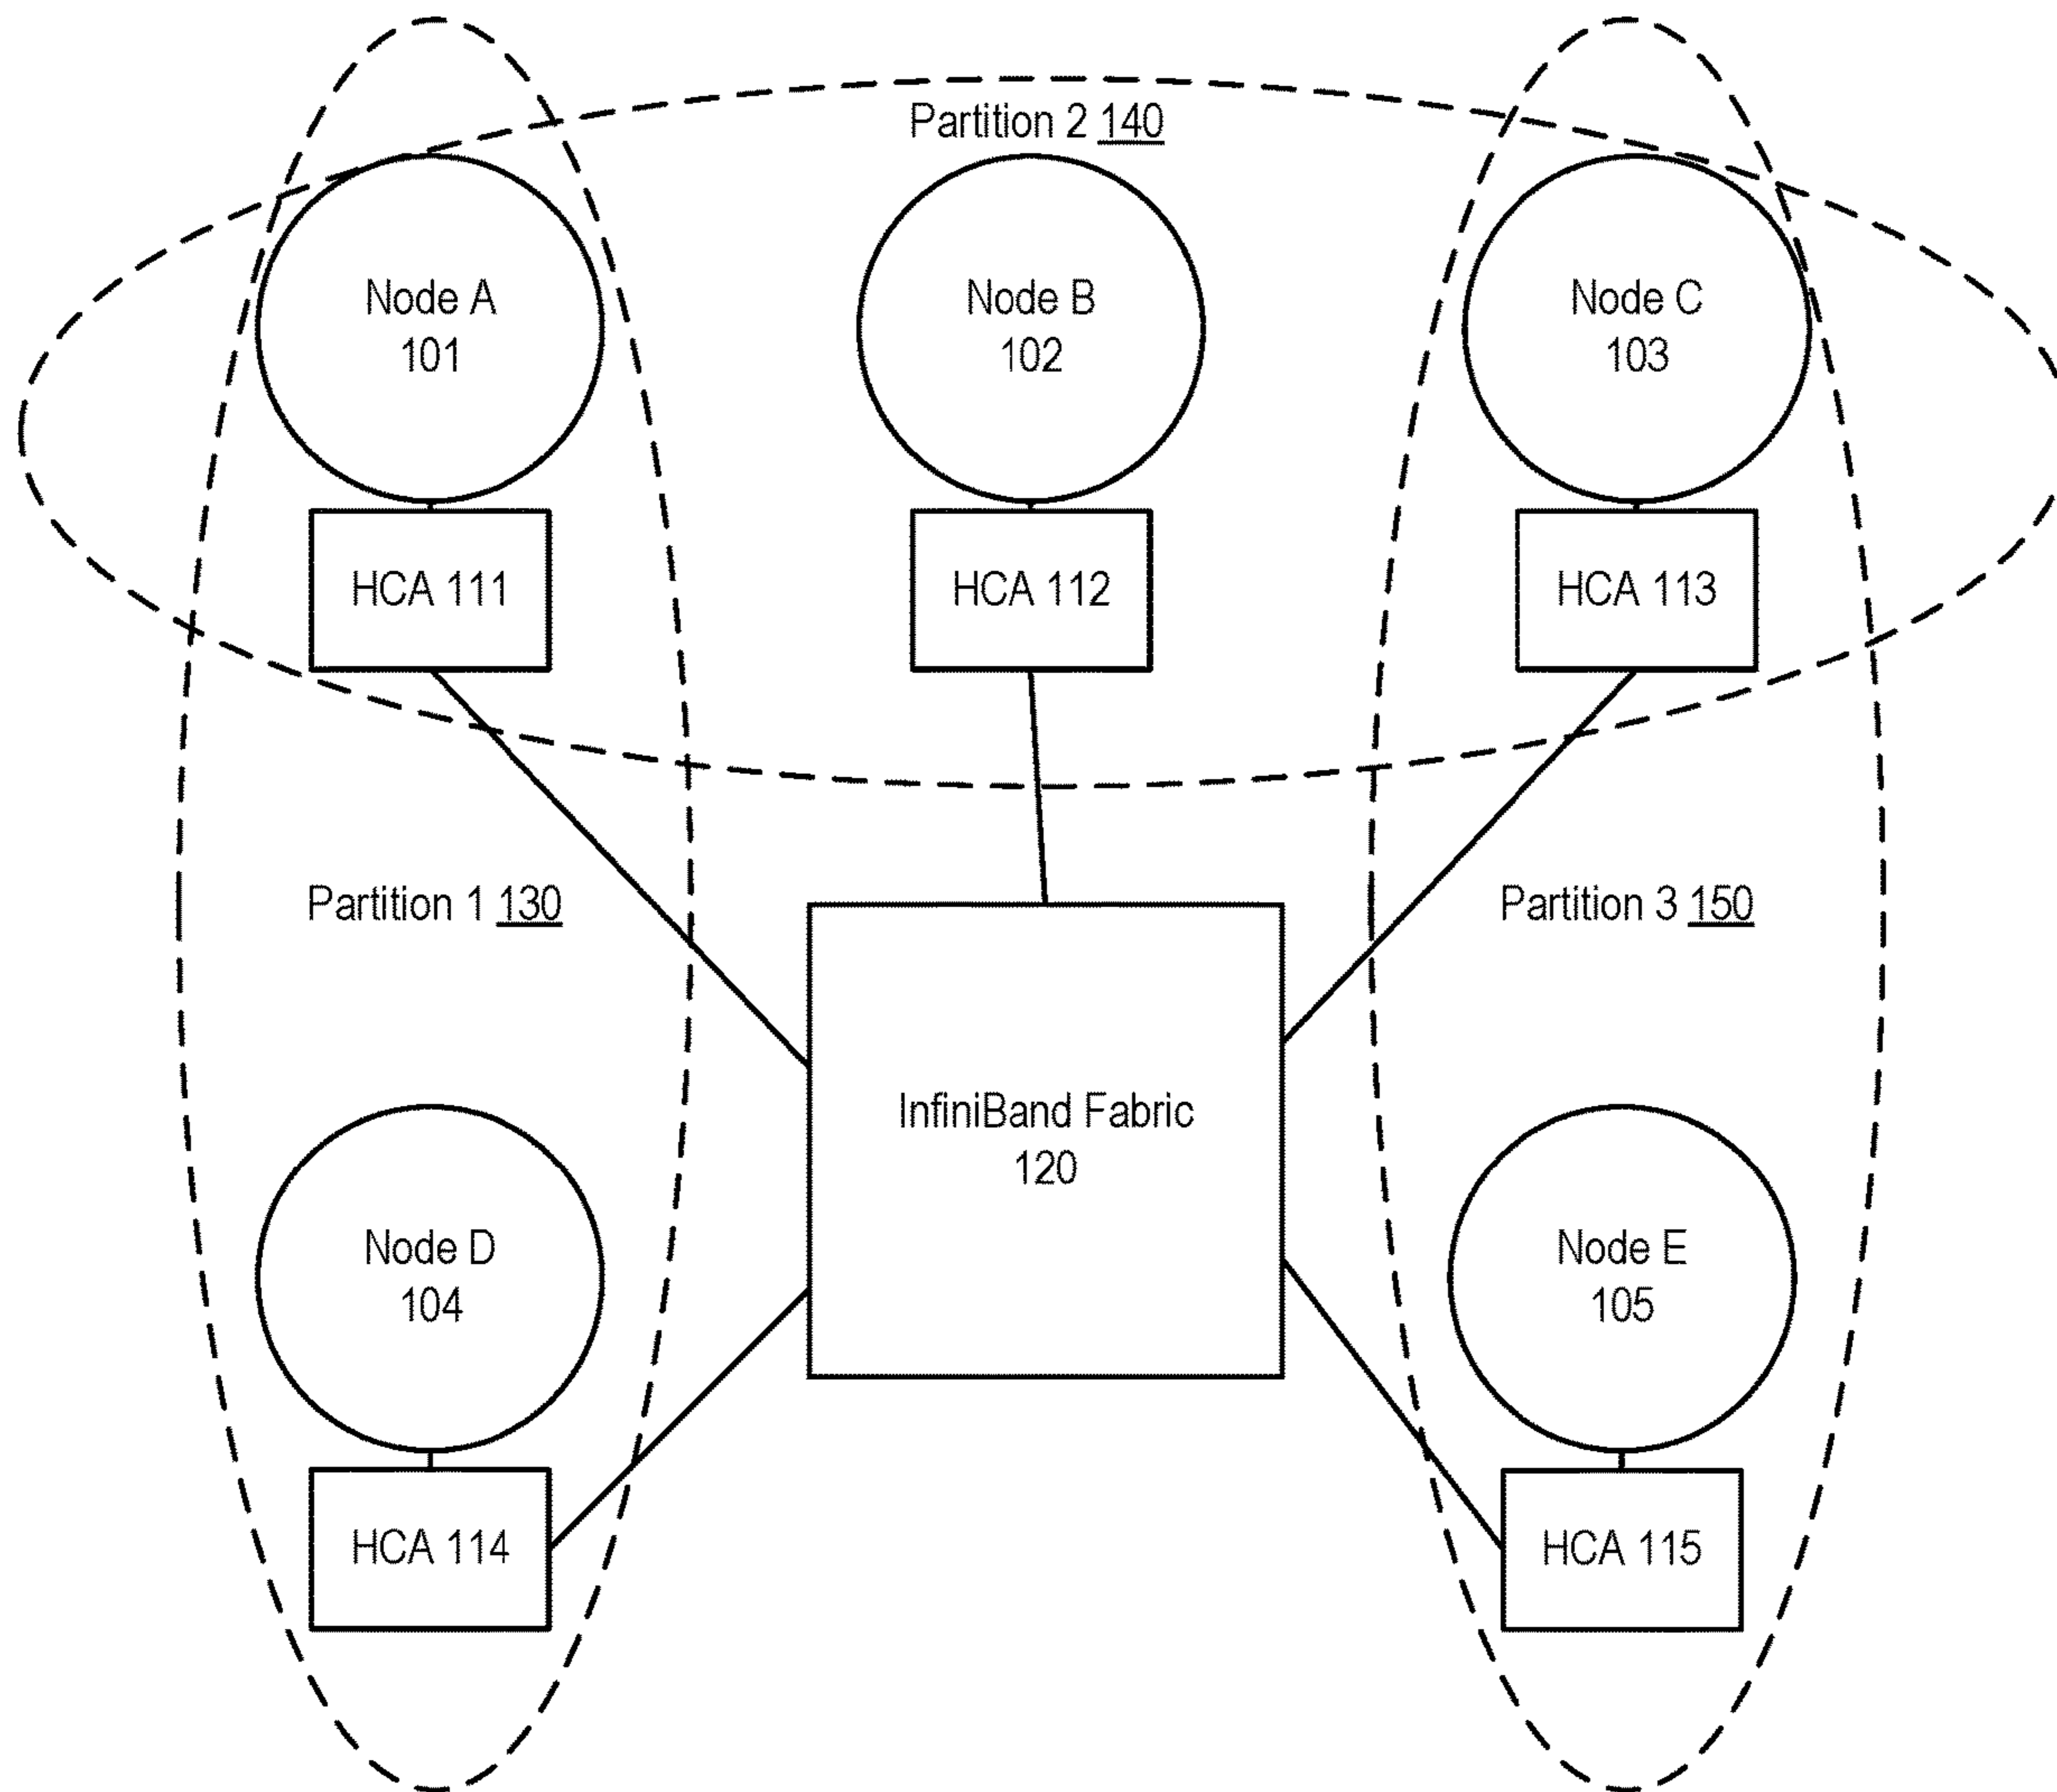 Partition 2 140
Node A
101
Node B
102
Node C
103
HCA 111
HCA 112
HCA 113
Partition 1 130
Partition 3 150
InfiniBand Fabric
120
Node D
104
Node E
105
HCA 114
HCA 115